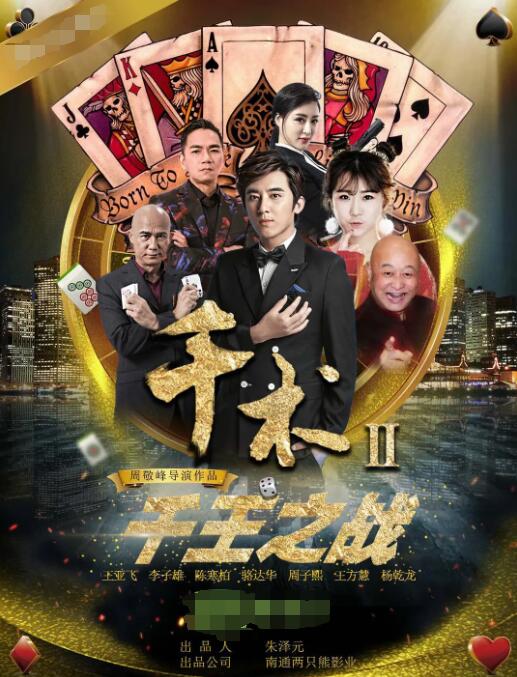 J
K
A
10
Born To
Win
千术 II
周敬峰导演作品
千王之战
王亚飞 李子雄 陈寒柏 骆达华 周子熙 王方慧 杨乾龙
出品人 朱泽元
出品公司 南通两只熊影业